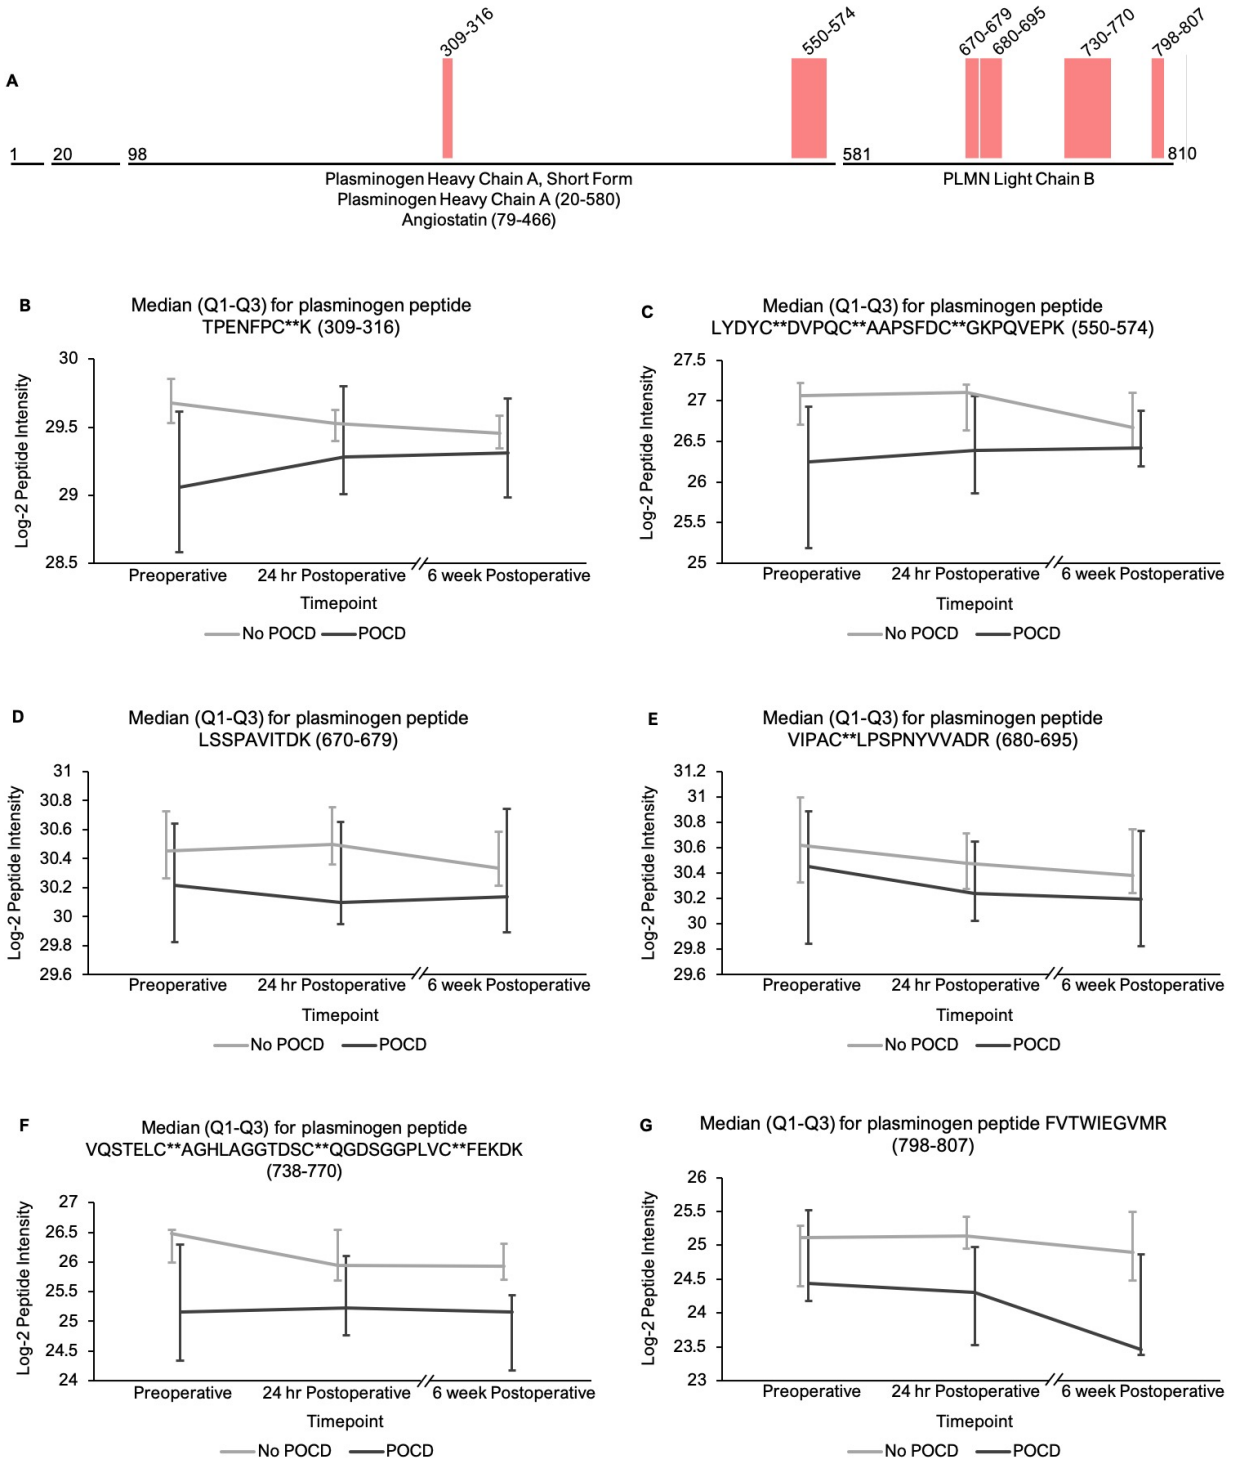 A
309-316
550-574
670-679
680-695
730-770
798-807
1
20
98
581
810
Plasminogen Heavy Chain A, Short Form
Plasminogen Heavy Chain A (20-580)
Angiostatin (79-466)
PLMN Light Chain B
B
Median (Q1-Q3) for plasminogen peptide
TPENFPC**K (309-316)
Log-2 Peptide Intensity
30
29.5
29
28.5
Preoperative
24 hr Postoperative
6 week Postoperative
Timepoint
No POCD
POCD
C
Median (Q1-Q3) for plasminogen peptide
LYDYC**DVPQC**AAPSFDC**GKPQVEPK (550-574)
Log-2 Peptide Intensity
27.5
27
26.5
26
25.5
25
Preoperative
24 hr Postoperative
6 week Postoperative
Timepoint
No POCD
POCD
D
Median (Q1-Q3) for plasminogen peptide
LSSPAVITDK (670-679)
Log-2 Peptide Intensity
31
30.8
30.6
30.4
30.2
30
29.8
29.6
Preoperative
24 hr Postoperative
6 week Postoperative
Timepoint
No POCD
POCD
E
Median (Q1-Q3) for plasminogen peptide
VIPAC**LPSPNYVVADR (680-695)
Log-2 Peptide Intensity
31.2
31
30.8
30.6
30.4
30.2
30
29.8
29.6
Preoperative
24 hr Postoperative
6 week Postoperative
Timepoint
No POCD
POCD
F
Median (Q1-Q3) for plasminogen peptide
VQSTELC**AGHLAGGTDSC**QGDSGGPLVC**FEKDK
(738-770)
Log-2 Peptide Intensity
27
26.5
26
25.5
25
24.5
24
Preoperative
24 hr Postoperative
6 week Postoperative
Timepoint
No POCD
POCD
G
Median (Q1-Q3) for plasminogen peptide FVTWIEGVMR
(798-807)
Log-2 Peptide Intensity
26
25.5
25
24.5
24
23.5
23
Preoperative
24 hr Postoperative
6 week Postoperative
Timepoint
No POCD
POCD